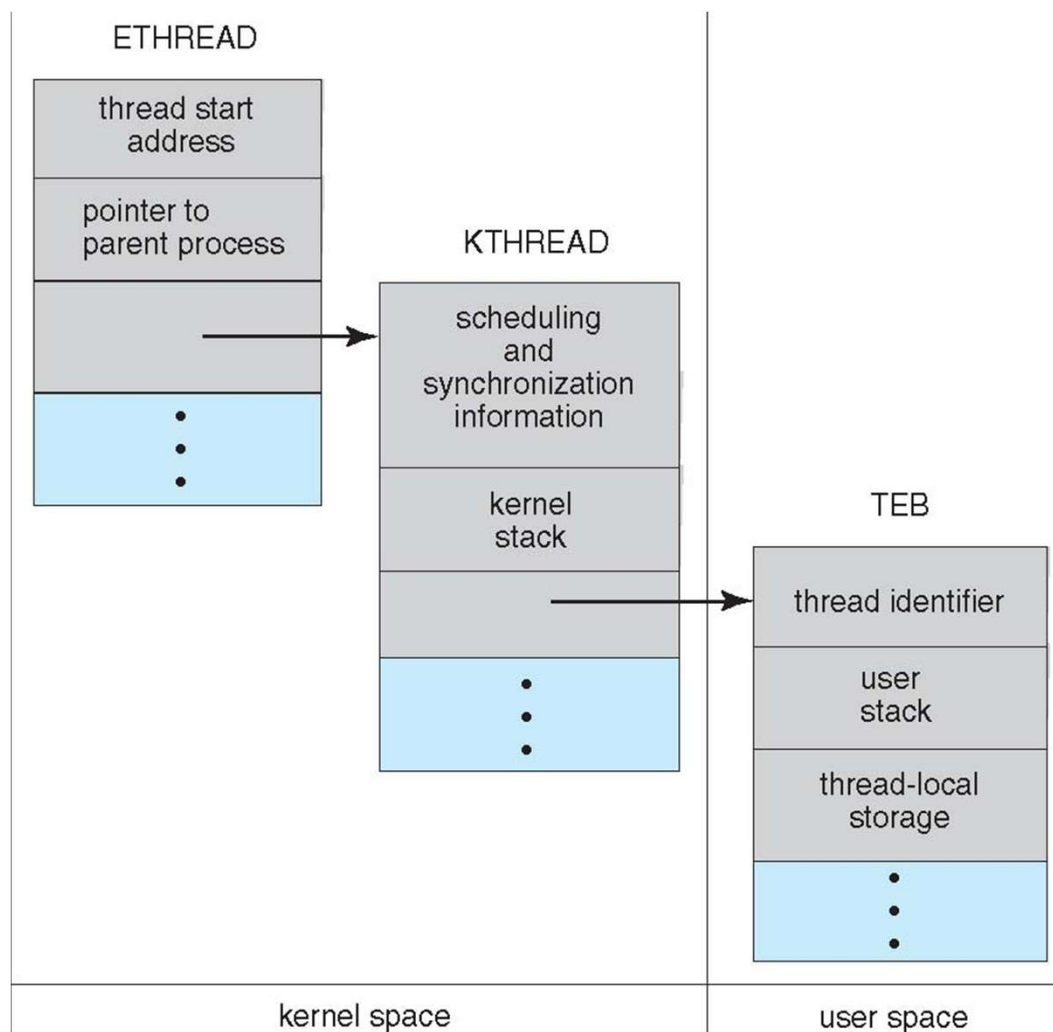 ETHREAD
thread start
address
pointer to
parent process
KTHREAD
scheduling
and
synchronization
information
kernel
stack
TEB
thread identifier
user
stack
thread-local
storage
kernel space
user space